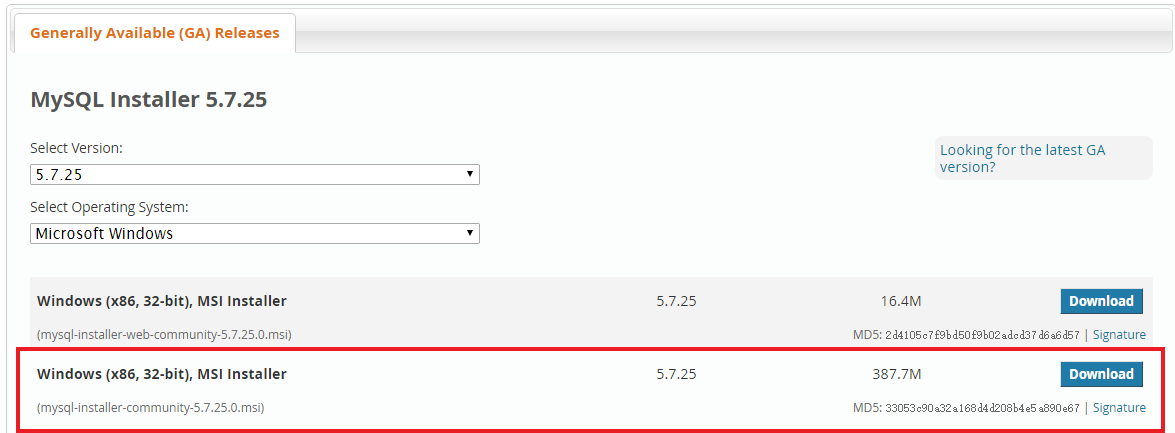 Generally Available (GA) Releases
MySQL Installer 5.7.25
Select Version:
5.7.25
Looking for the latest GA
version?
Select Operating System:
Microsoft Windows
Windows (x86, 32-bit), MSI Installer 5.7.25 16.4M Download
(mysql-installer-web-community-5.7.25.0.msi) MD5: 2d4105c7f9bd50f9b02adcd37d6a6d57 | Signature
Windows (x86, 32-bit), MSI Installer 5.7.25 387.7M Download
(mysql-installer-community-5.7.25.0.msi) MD5: 33053c90a32a168d4d208b4e5a890e67 | Signature